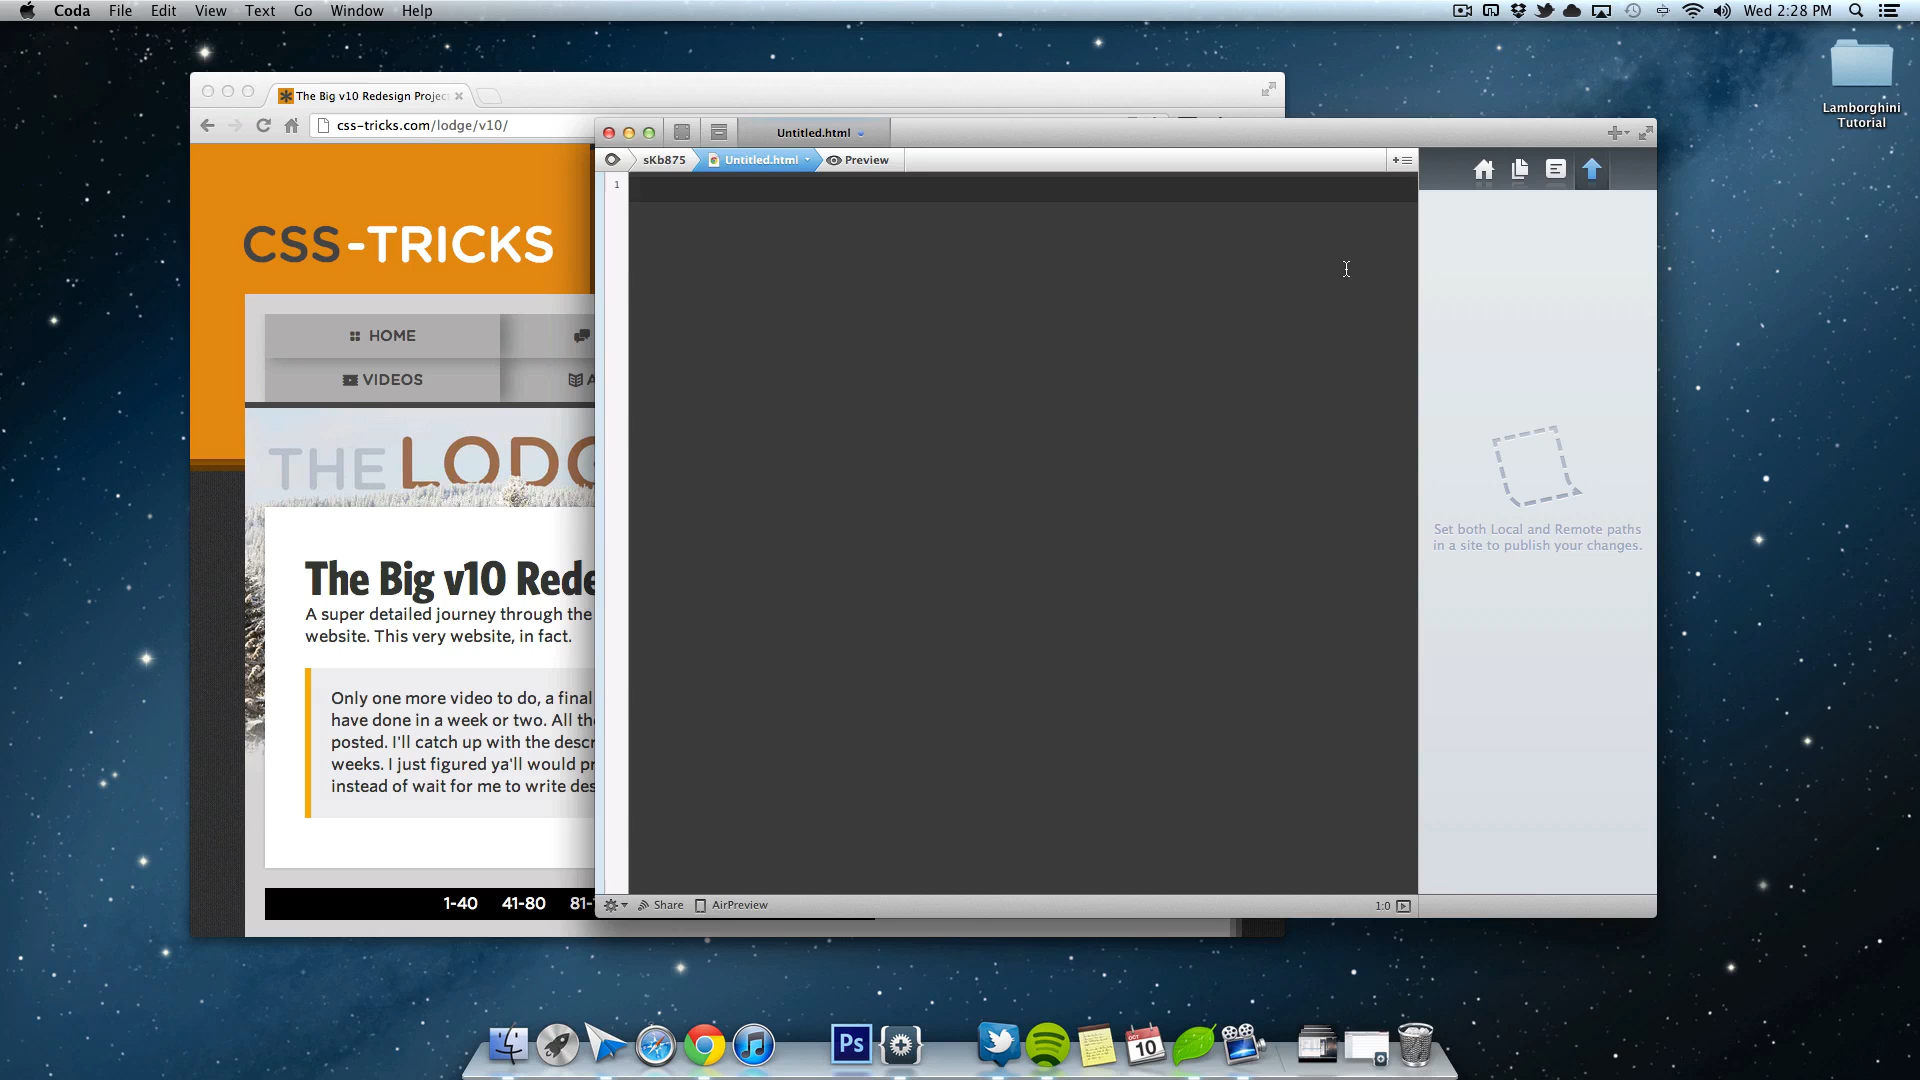 Coda File Edit View Text Go Window Help
Wed 2:28 PM
Lamborghini
Tutorial
The Big v10 Redesign Projec
css-tricks.com/lodge/v10/
CSS-TRICKS
HOME
VIDEOS
A
THE LODG
The Big v10 Rede
A super detailed journey through the
website. This very website, in fact.
Only one more video to do, a final
have done in a week or two. All the
posted. I'll catch up with the descr
weeks. I just figured ya'll would pr
instead of wait for me to write des
1-40 41-80 81-
Untitled.html
sKb875 Untitled.html Preview
1
Set both Local and Remote paths
in a site to publish your changes.
Share AirPreview
1:0
Ps
OCT
10